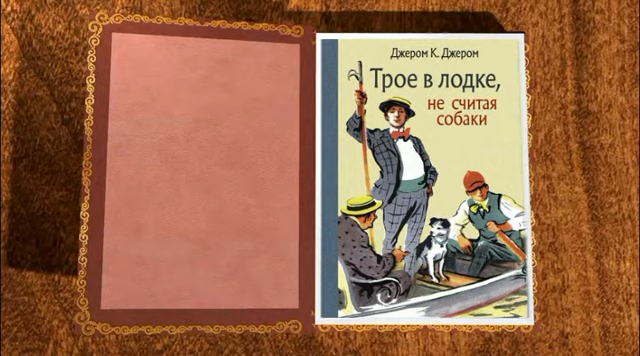 Джером К. Джером
Трое в лодке,
не считая
собаки